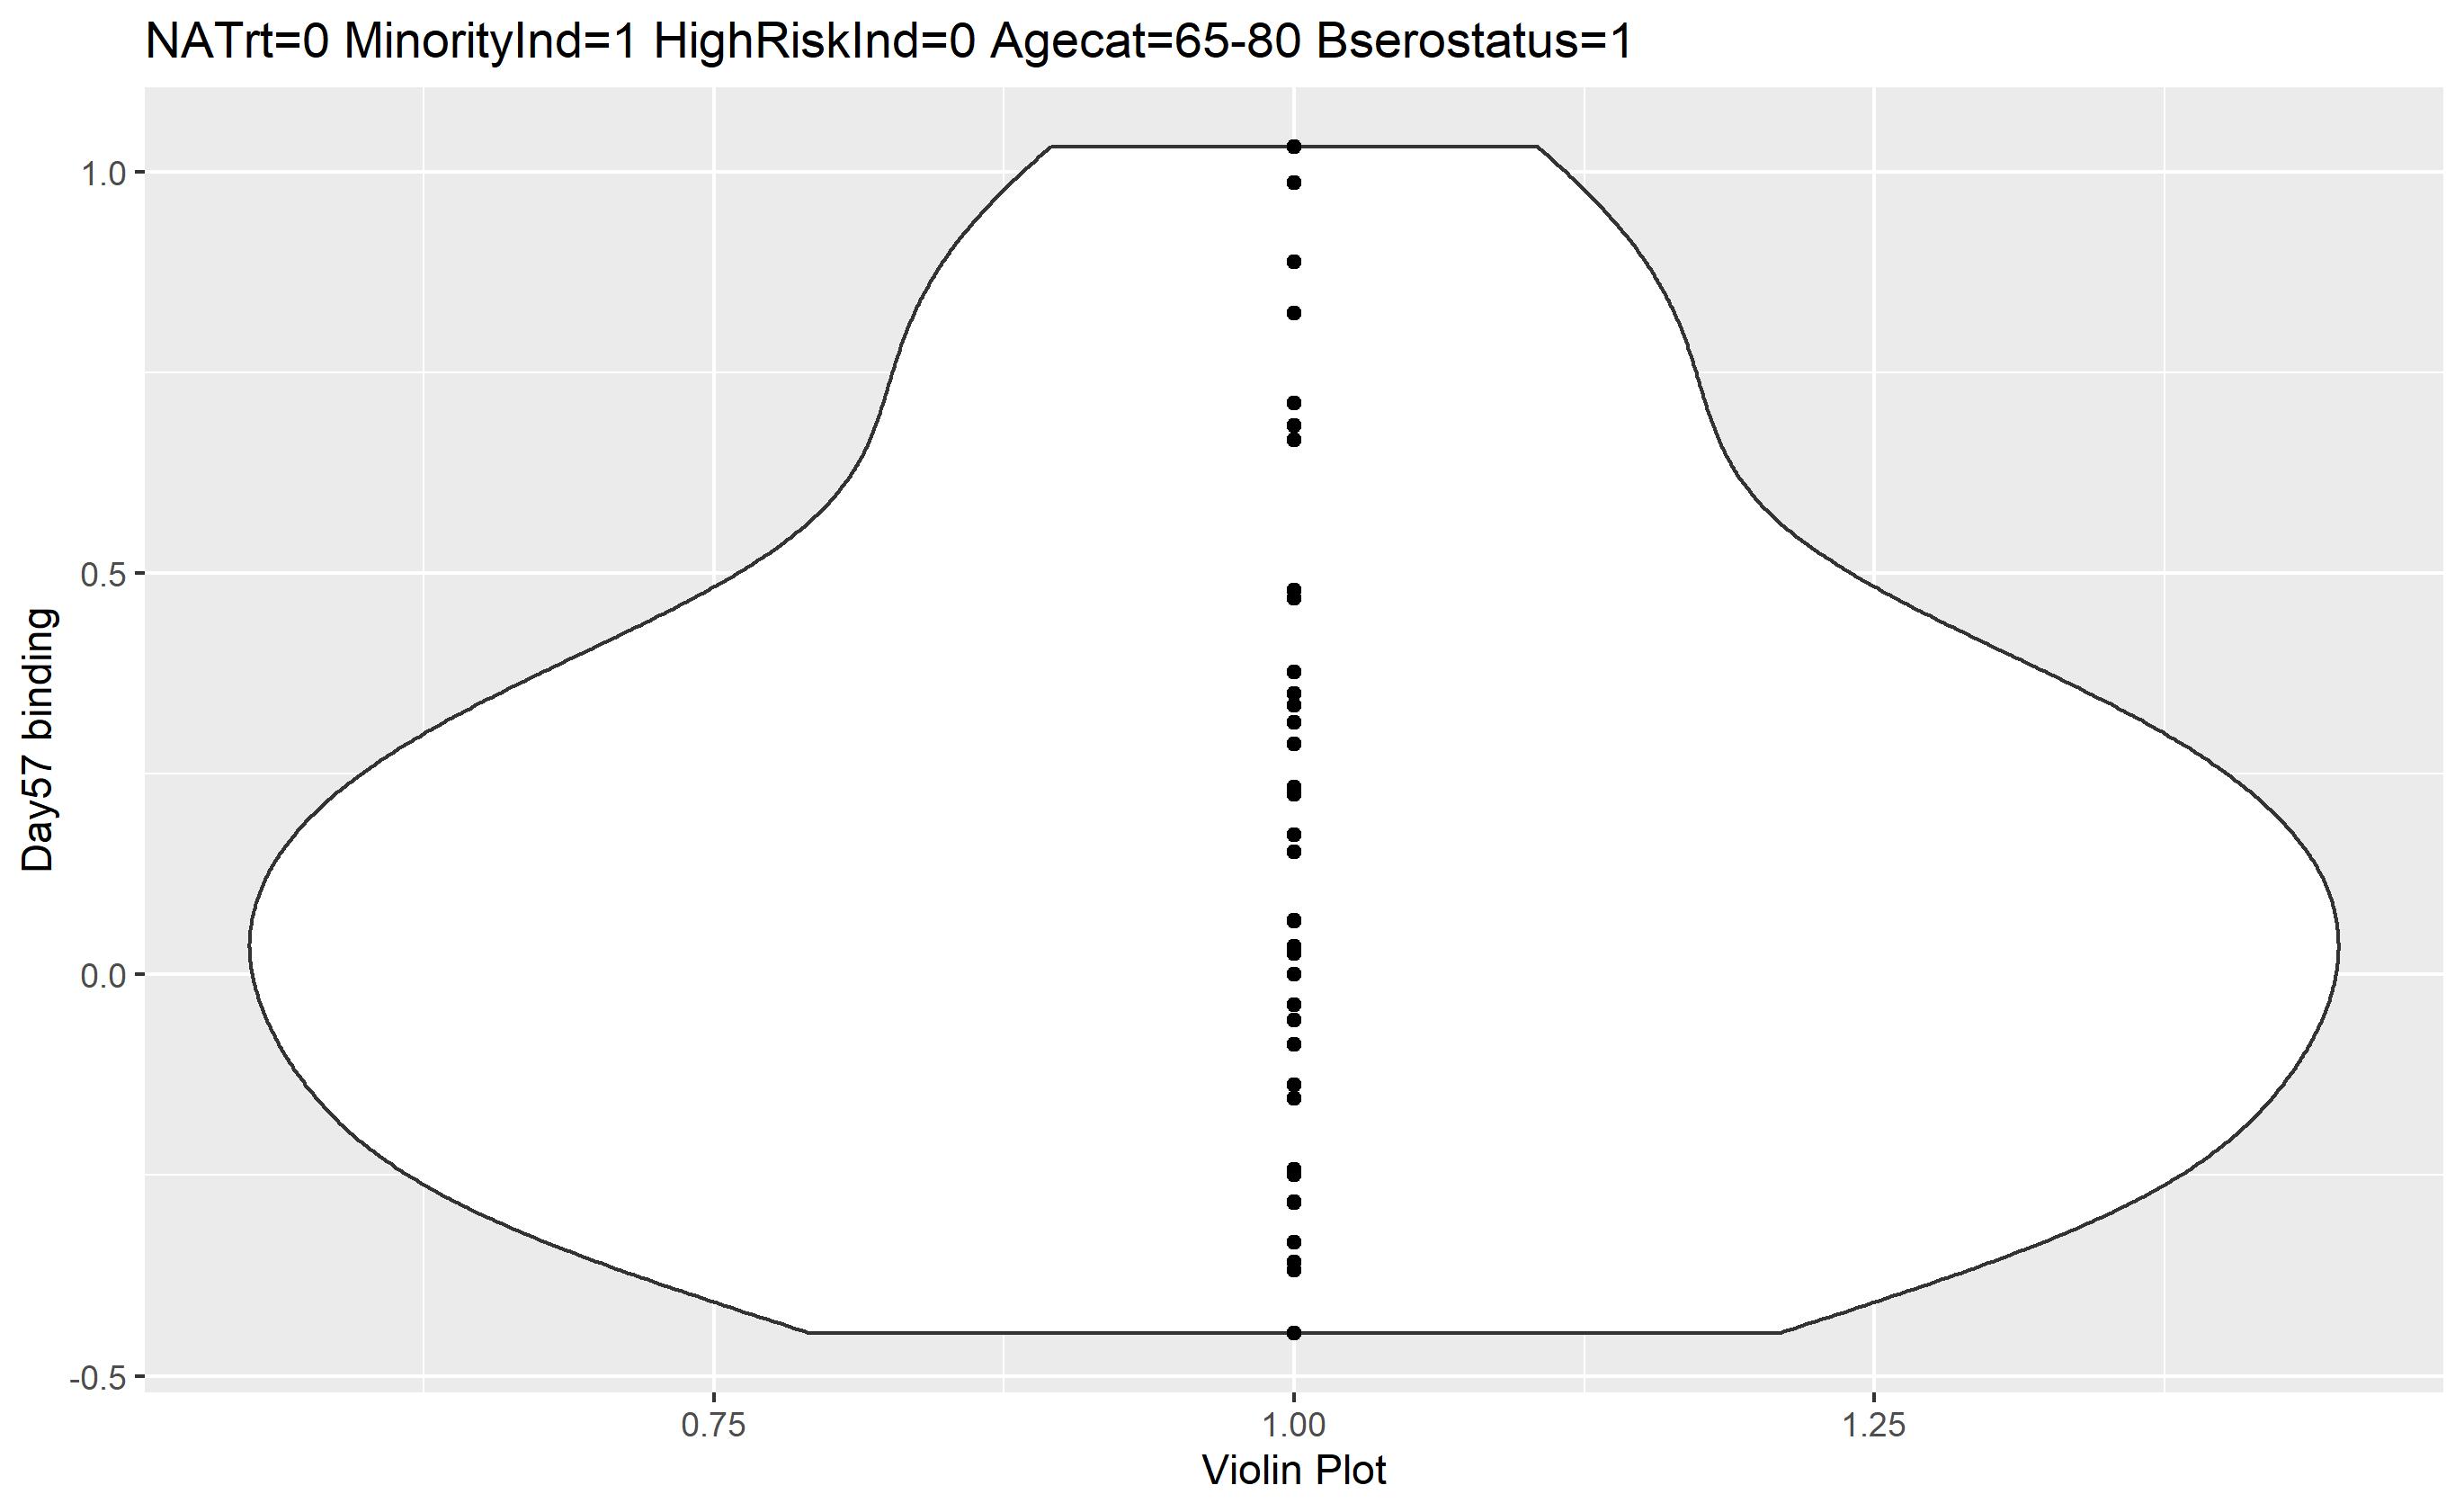 NATrt=0 MinorityInd=1 HighRiskInd=0 Agecat=65-80 Bserostatus=1
1.0
0.5
0.0
-0.5
Day57 binding
0.75 1.00 1.25
Violin Plot